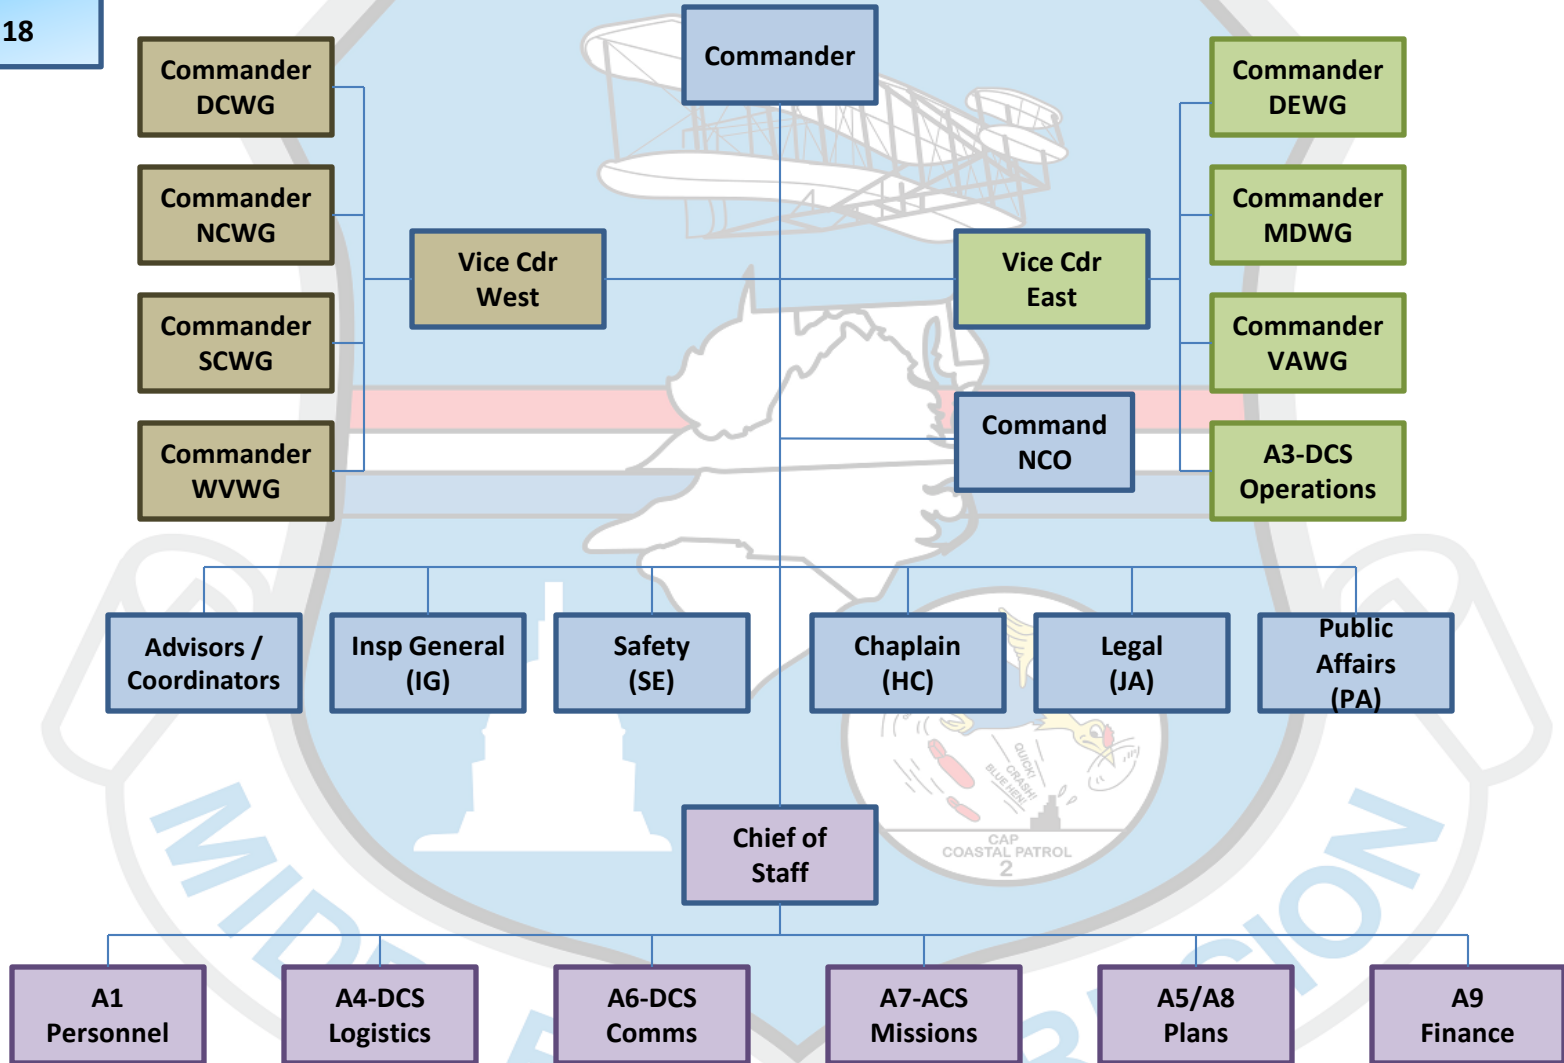 18
Commander
Commander
DCWG
Commander
NCWG
Commander
SCWG
Commander
WVWG
Vice Cdr
West
Vice Cdr
East
Commander
DEWG
Commander
MDWG
Commander
VAWG
A3-DCS
Operations
Command
NCO
Advisors /
Coordinators
Insp General
(IG)
Safety
(SE)
Chaplain
(HC)
Legal
(JA)
Public
Affairs
(PA)
QUICK!
CRASH!
BLUE HEN!
CAP
COASTAL PATROL
2
Chief of
Staff
A1
Personnel
A4-DCS
Logistics
A6-DCS
Comms
A7-ACS
Missions
A5/A8
Plans
A9
Finance